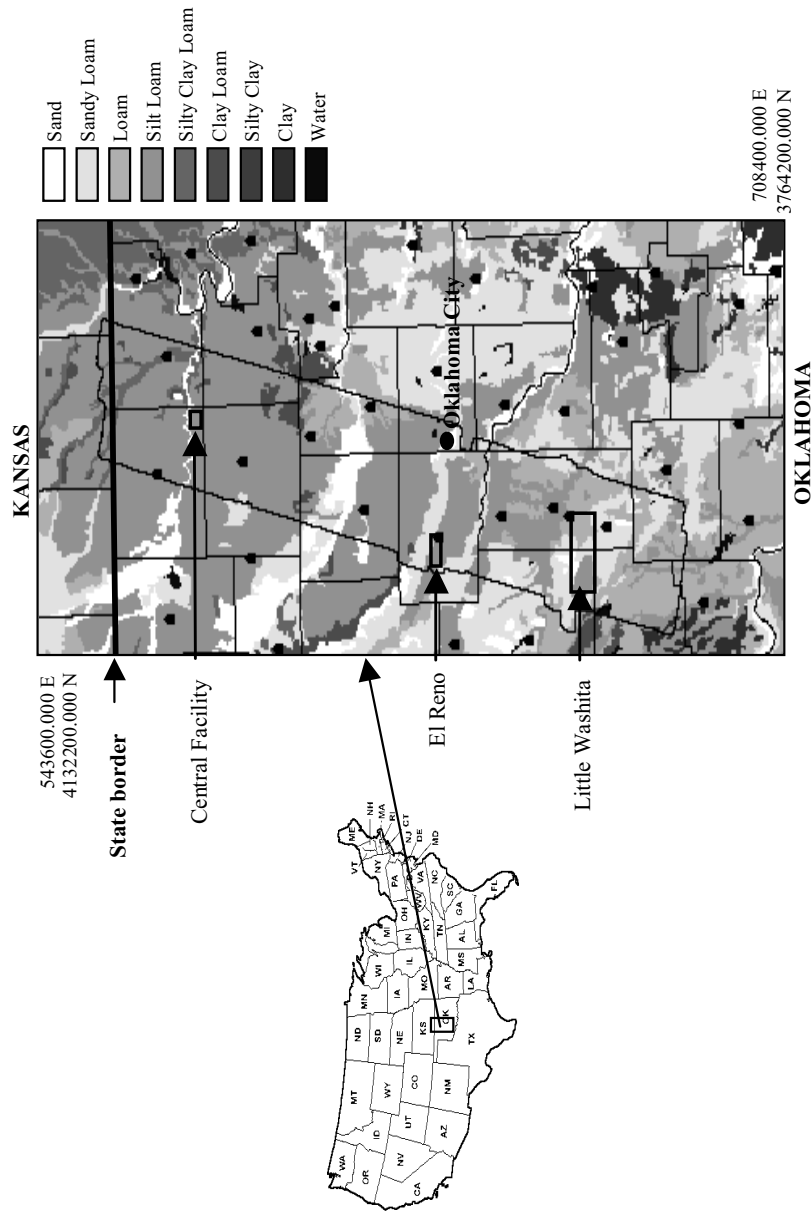 KANSAS
543600.000 E
4132200.000 N
State border
Central Facility
El Reno
Little Washita
Oklahoma City
OKLAHOMA
708400.000 E
3764200.000 N
Sand
Sandy Loam
Loam
Silt Loam
Silty Clay Loam
Clay Loam
Silty Clay
Clay
Water
WA
OR
CA
NV
ID
MT
WY
UT
AZ
CO
NM
ND
SD
NE
KS
OK
TX
MN
IA
MO
AR
LA
WI
IL
MI
IN
OH
KY
TN
MS
AL
GA
FL
SC
NC
VA
WV
PA
NY
VT
ME
NH
MA
RI
CT
NJ
DE
MD